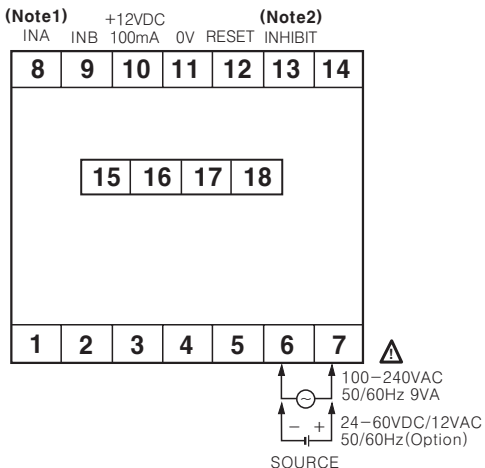 (Note1) +12VDC (Note2)
INA INB 100mA 0V RESET INHIBIT
8 9 10 11 12 13 14
15 16 17 18
1 2 3 4 5 6 7
100-240VAC
50/60Hz 9VA
- + 24-60VDC/12VAC
50/60Hz(Option)
SOURCE